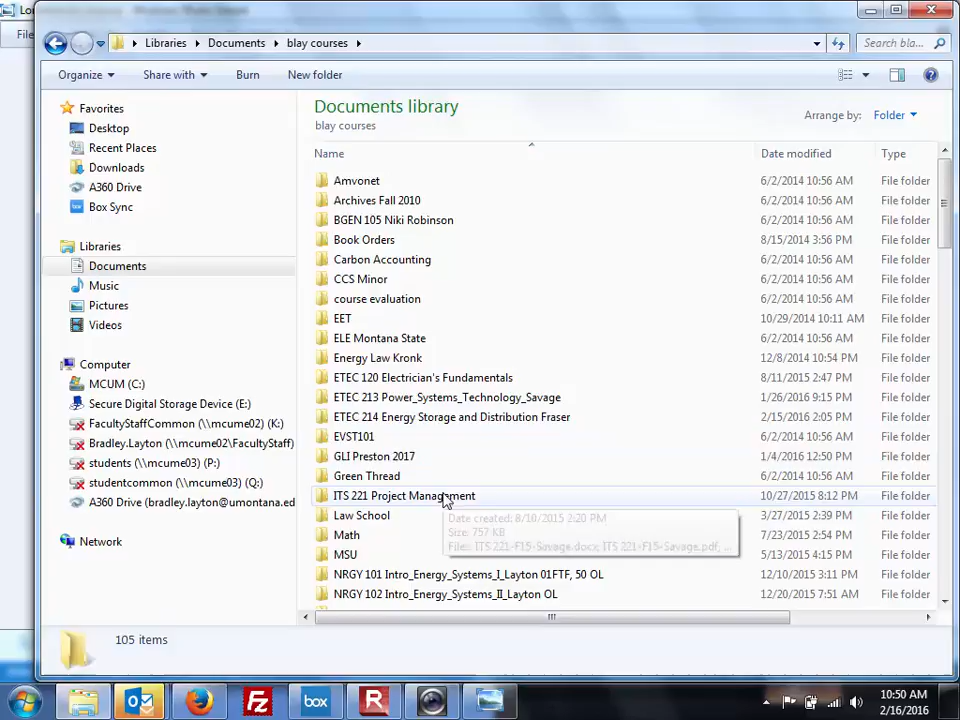 Libraries Documents blay courses Search bla...
Organize Share with Burn New folder
Favorites
Desktop
Recent Places
Downloads
A360 Drive
Box Sync
Libraries
Documents
Music
Pictures
Videos
Computer
MCUM (C:)
Secure Digital Storage Device (E:)
FacultyStaffCommon (\\mcume02) (K:)
Bradley.Layton (\\mcume02\FacultyStaff)
students (\\mcume03) (P:)
studentcommon (\\mcume03) (Q:)
A360 Drive (bradley.layton@umontana.ed
Network
Documents library
blay courses
Arrange by: Folder
Name Date modified Type
Amvonet 6/2/2014 10:56 AM File folder
Archives Fall 2010 6/2/2014 10:56 AM File folder
BGEN 105 Niki Robinson 6/2/2014 10:56 AM File folder
Book Orders 8/15/2014 3:56 PM File folder
Carbon Accounting 6/2/2014 10:56 AM File folder
CCS Minor 6/2/2014 10:56 AM File folder
course evaluation 6/2/2014 10:56 AM File folder
EET 10/29/2014 10:11 AM File folder
ELE Montana State 6/2/2014 10:56 AM File folder
Energy Law Kronk 12/8/2014 10:54 PM File folder
ETEC 120 Electrician's Fundamentals 8/11/2015 2:47 PM File folder
ETEC 213 Power_Systems_Technology_Savage 1/26/2016 9:15 PM File folder
ETEC 214 Energy Storage and Distribution Fraser 2/15/2016 2:05 PM File folder
EVST101 6/2/2014 10:56 AM File folder
GLI Preston 2017 1/4/2016 12:50 PM File folder
Green Thread 6/2/2014 10:56 AM File folder
ITS 221 Project Management 10/27/2015 8:12 PM File folder
Law School 3/27/2015 2:39 PM File folder
Math 7/23/2015 2:54 PM File folder
MSU 5/13/2015 4:15 PM File folder
NRGY 101 Intro_Energy_Systems_I_Layton 01FTF, 50 OL 12/10/2015 3:11 PM File folder
NRGY 102 Intro_Energy_Systems_II_Layton OL 12/20/2015 7:51 AM File folder
Date created: 8/10/2015 2:20 PM
Size: 757 KB
Files: ITS 221-F15-Savage.docx, ITS 221-F15-Savage.pdf, ...
105 items
box
10:50 AM
2/16/2016